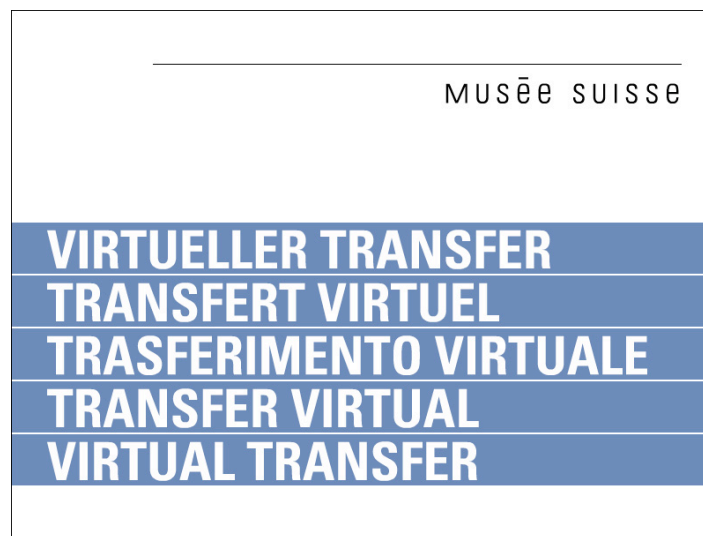 musēe suisse
VIRTUELLER TRANSFER
TRANSFERT VIRTUEL
TRASFERIMENTO VIRTUALE
TRANSFER VIRTUAL
VIRTUAL TRANSFER